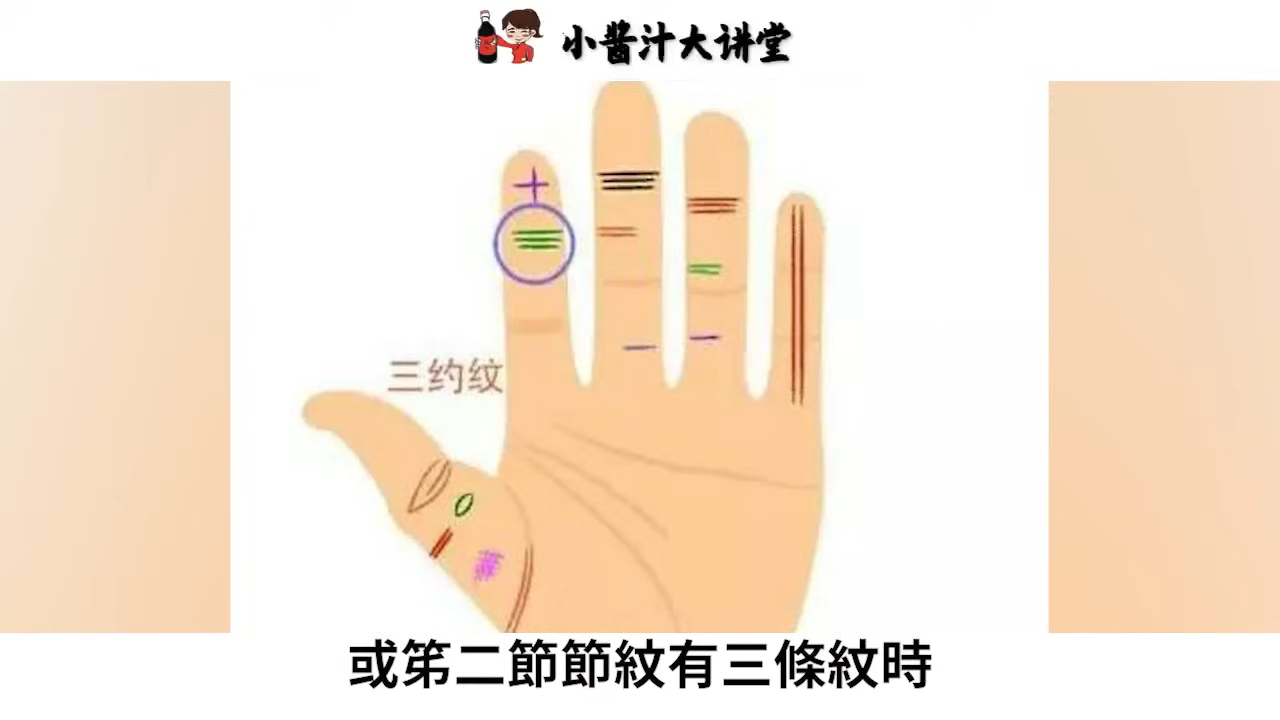 小酱汁大讲堂
三约纹
或笫二節節紋有三條紋時